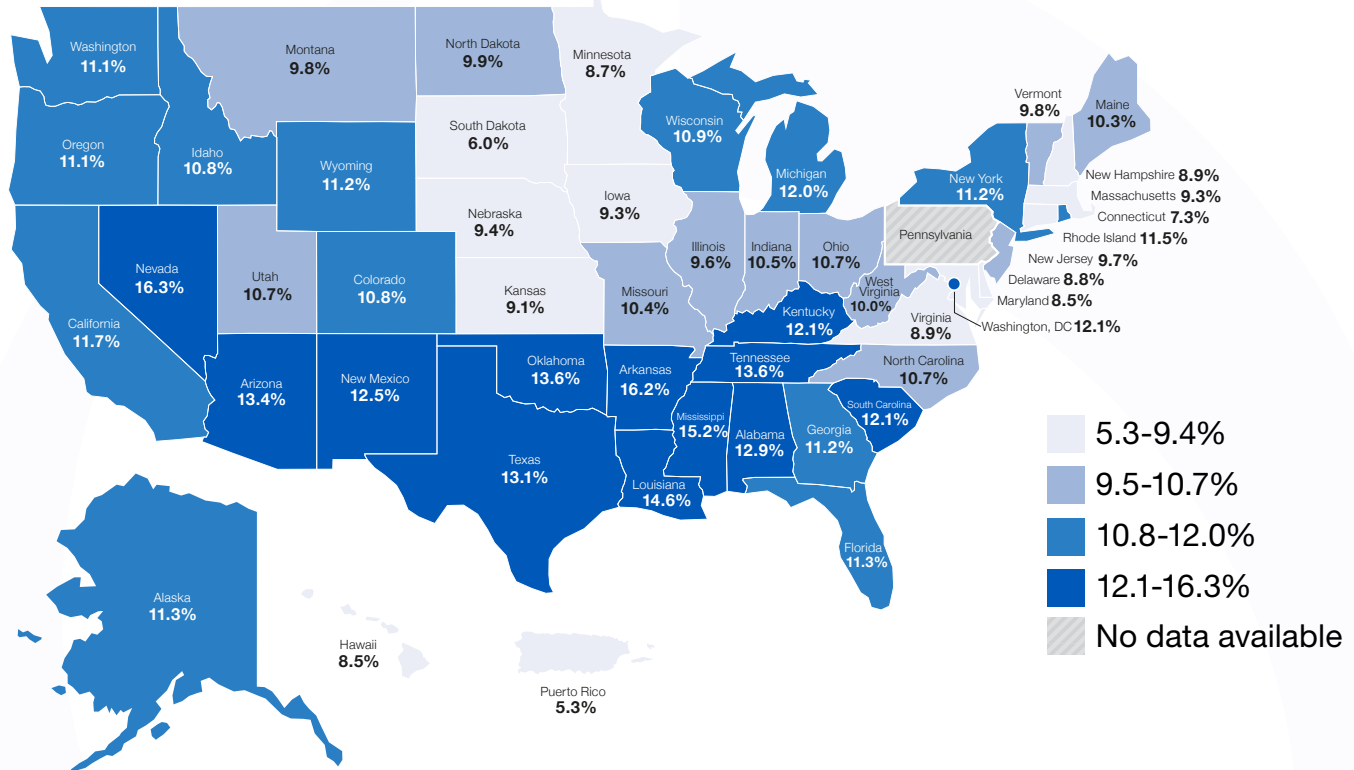 Washington
11.1%
Montana
9.8%
North Dakota
9.9%
Minnesota
8.7%
Oregon
11.1%
Idaho
10.8%
Wyoming
11.2%
South Dakota
6.0%
Wisconsin
10.9%
Michigan
12.0%
Vermont
9.8%
Maine
10.3%
New York
11.2%
New Hampshire 8.9%
Massachusetts 9.3%
Connecticut 7.3%
Rhode Island 11.5%
New Jersey 9.7%
Delaware 8.8%
Maryland 8.5%
Washington, DC 12.1%
Nebraska
9.4%
Iowa
9.3%
Pennsylvania
Nevada
16.3%
Utah
10.7%
Colorado
10.8%
Kansas
9.1%
Missouri
10.4%
Illinois
9.6%
Indiana
10.5%
Ohio
10.7%
West
Virginia
10.0%
Virginia
8.9%
California
11.7%
Kentucky
12.1%
Arizona
13.4%
New Mexico
12.5%
Oklahoma
13.6%
Arkansas
16.2%
Tennessee
13.6%
North Carolina
10.7%
South Carolina
12.1%
Mississippi
15.2%
Alabama
12.9%
Georgia
11.2%
Texas
13.1%
Louisiana
14.6%
Florida
11.3%
Alaska
11.3%
Hawaii
8.5%
Puerto Rico
5.3%
5.3-9.4%
9.5-10.7%
10.8-12.0%
12.1-16.3%
No data available